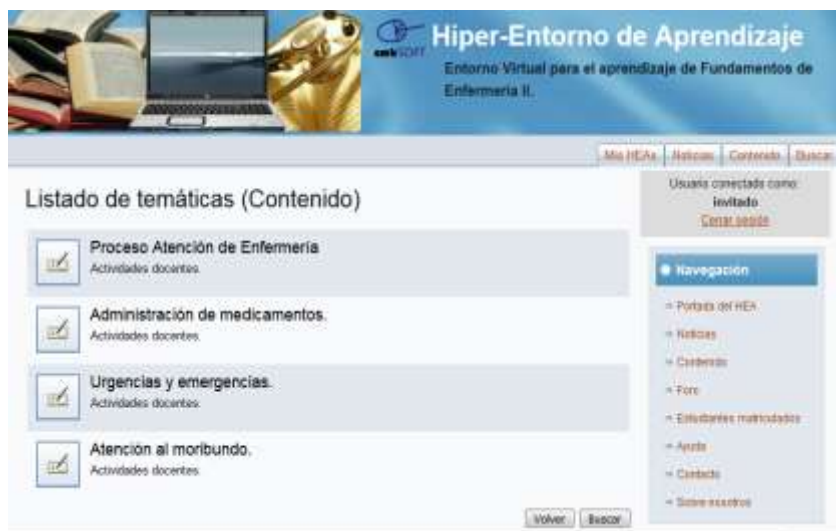 Hiper-Entorno de Aprendizaje
cmkSOFT
Entorno Virtual para el aprendizaje de Fundamentos de
Enfermería II.
Mis HEAs Noticias Contenido Buscar
Usuario conectado como:
invitado
Cerrar sesión
Listado de temáticas (Contenido)
Proceso Atención de Enfermería
Actividades docentes.
Administración de medicamentos.
Actividades docentes.
Urgencias y emergencias.
Actividades docentes.
Atención al moribundo.
Actividades docentes.
Volver Buscar
Navegación
Portada del HEA
Noticias
Contenido
Foro
Estudiantes matriculados
Ayuda
Contacto
Sobre nosotros